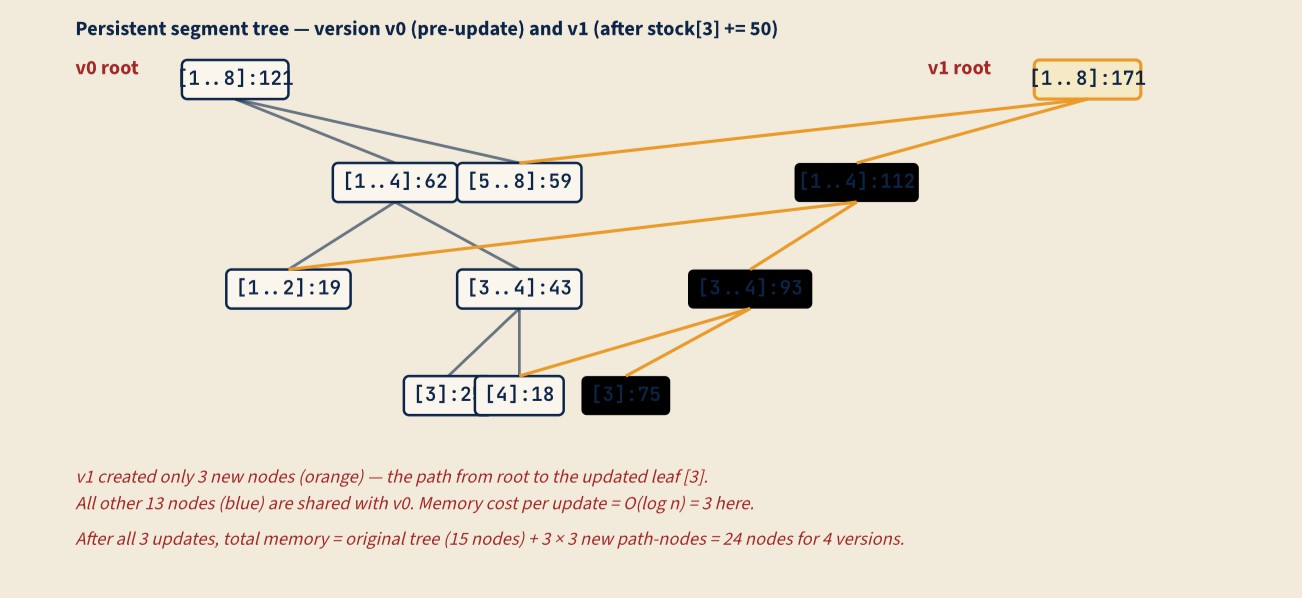 Persistent segment tree — version v0 (pre-update) and v1 (after stock[3] += 50)
v0 root
[1..8]:121
v1 root
[1..8]:171
[1..4]:62
[5..8]:59
[1..4]:112
[1..2]:19
[3..4]:43
[3..4]:93
[3]:2
[4]:18
[3]:75
v1 created only 3 new nodes (orange) — the path from root to the updated leaf [3].
All other 13 nodes (blue) are shared with v0. Memory cost per update = O(log n) = 3 here.
After all 3 updates, total memory = original tree (15 nodes) + 3 × 3 new path-nodes = 24 nodes for 4 versions.